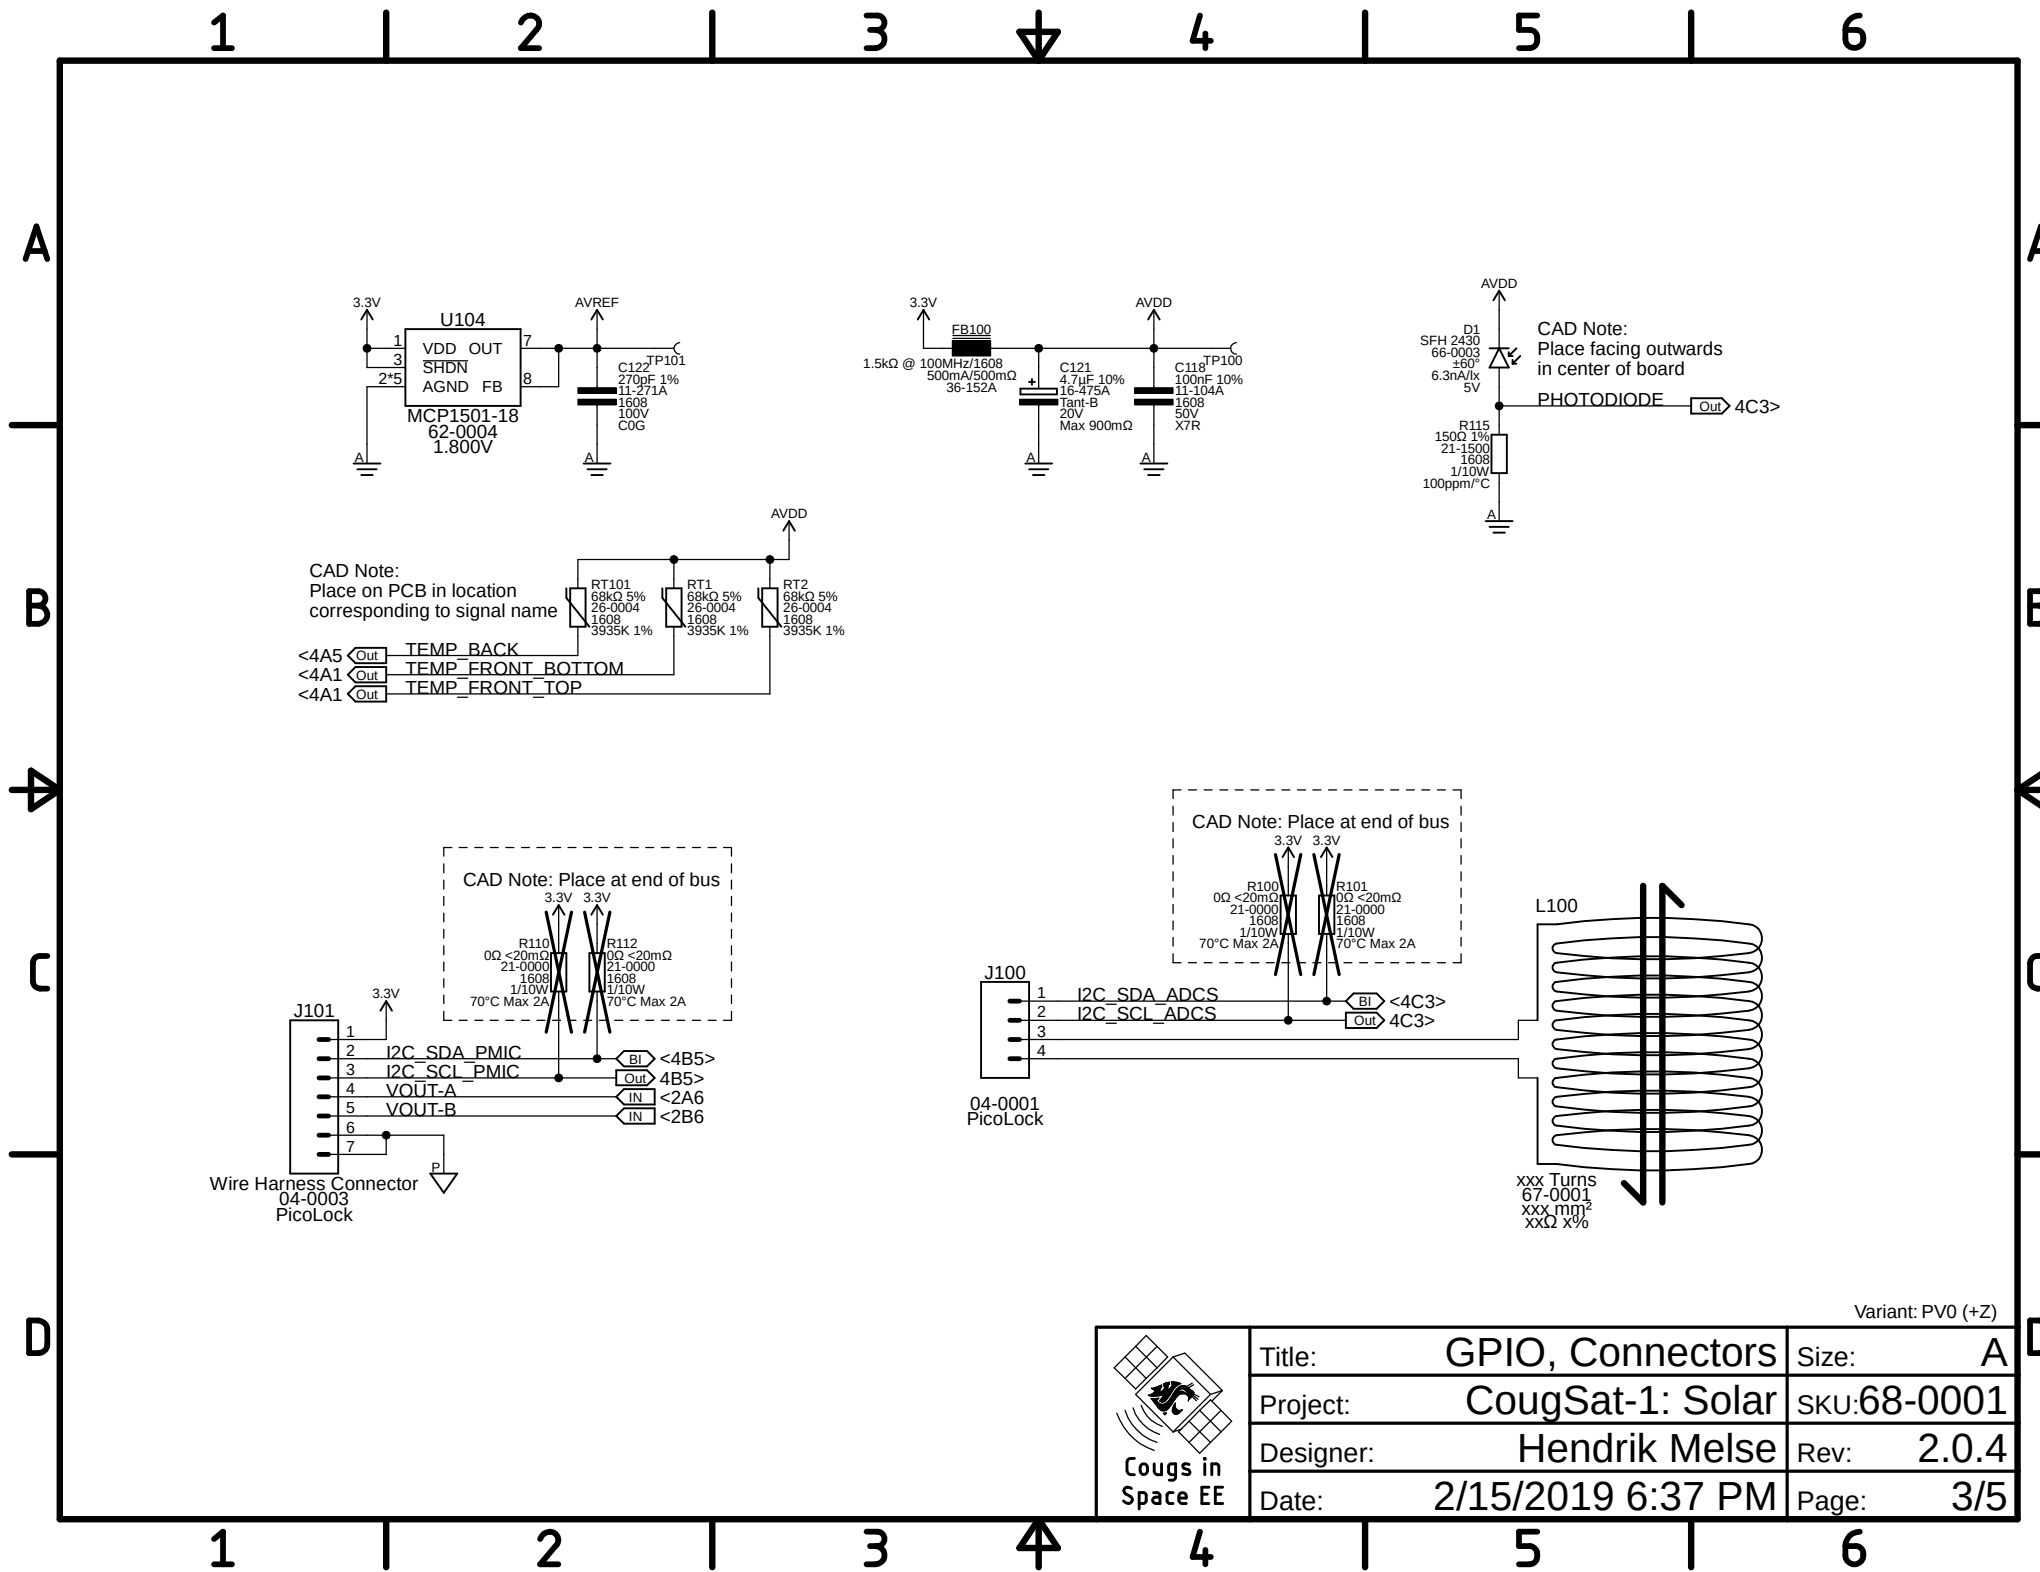 1 2 3 4 5 6
A
3.3V
U104
1 VDD OUT 7
3 SHDN
2*5 AGND FB 8
MCP1501-18
62-0004
1.800V
A
AVREF
TP101
C122
270pF 1%
11-271A
1608
100V
C0G
A
3.3V
FB100
1.5kΩ @ 100MHz/1608
500mA/500mΩ
36-152A
C121
4.7µF 10%
16-475A
Tant-B
20V
Max 900mΩ
+
A
AVDD
TP100
C118
100nF 10%
11-104A
1608
50V
X7R
A
AVDD
D1
SFH 2430
66-0003
±60°
6.3nA/lx
5V
CAD Note:
Place facing outwards
in center of board
PHOTODIODE Out 4C3>
R115
150Ω 1%
21-1500
1608
1/10W
100ppm/°C
A
B
AVDD
CAD Note:
Place on PCB in location
corresponding to signal name
RT101
68kΩ 5%
26-0004
1608
3935K 1%
RT1
68kΩ 5%
26-0004
1608
3935K 1%
RT2
68kΩ 5%
26-0004
1608
3935K 1%
<4A5 Out TEMP_BACK
<4A1 Out TEMP_FRONT_BOTTOM
<4A1 Out TEMP_FRONT_TOP
C
CAD Note: Place at end of bus
3.3V 3.3V
R110
0Ω <20mΩ
21-0000
1608
1/10W
70°C Max 2A
R112
0Ω <20mΩ
21-0000
1608
1/10W
70°C Max 2A
J101
3.3V
1
2 I2C_SDA_PMIC BI <4B5>
3 I2C_SCL_PMIC Out 4B5>
4 VOUT-A IN <2A6
5 VOUT-B IN <2B6
6
7
P
Wire Harness Connector
04-0003
PicoLock
CAD Note: Place at end of bus
3.3V 3.3V
R100
0Ω <20mΩ
21-0000
1608
1/10W
70°C Max 2A
R101
0Ω <20mΩ
21-0000
1608
1/10W
70°C Max 2A
J100
1 I2C_SDA_ADCS BI <4C3>
2 I2C_SCL_ADCS Out 4C3>
3
4
04-0001
PicoLock
L100
xxx Turns
67-0001
xxx mm²
xxΩ x%
D
Variant: PV0 (+Z)
Cougs in
Space EE
Title: GPIO, Connectors Size: A
Project: CougSat-1: Solar SKU: 68-0001
Designer: Hendrik Melse Rev: 2.0.4
Date: 2/15/2019 6:37 PM Page: 3/5
1 2 3 4 5 6